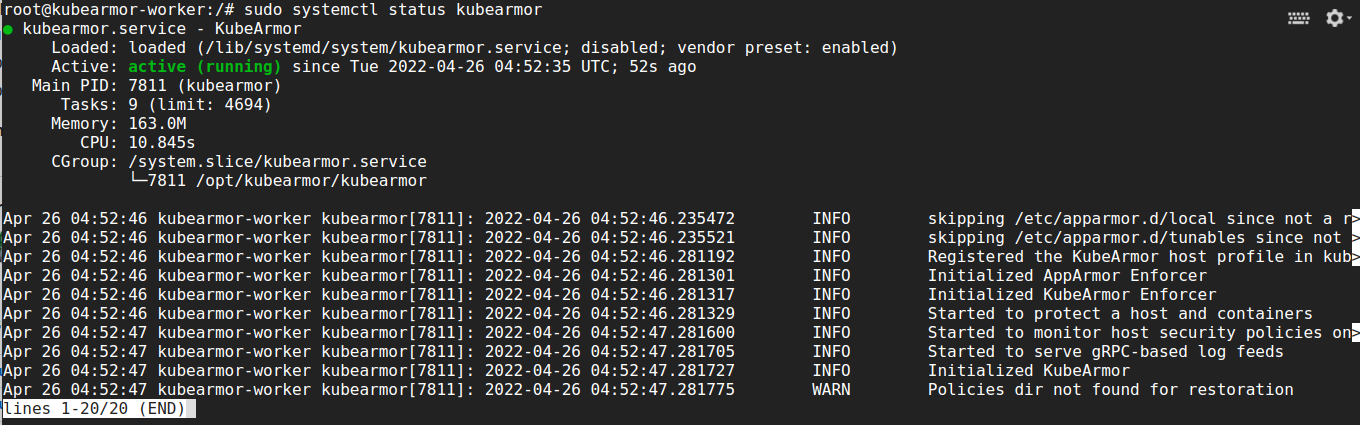 root@kubearmor-worker:/# sudo systemctl status kubearmor
● kubearmor.service - KubeArmor
     Loaded: loaded (/lib/systemd/system/kubearmor.service; disabled; vendor preset: enabled)
     Active: active (running) since Tue 2022-04-26 04:52:35 UTC; 52s ago
   Main PID: 7811 (kubearmor)
      Tasks: 9 (limit: 4694)
     Memory: 163.0M
        CPU: 10.845s
     CGroup: /system.slice/kubearmor.service
             └─7811 /opt/kubearmor/kubearmor

Apr 26 04:52:46 kubearmor-worker kubearmor[7811]: 2022-04-26 04:52:46.235472        INFO        skipping /etc/apparmor.d/local since not a r>
Apr 26 04:52:46 kubearmor-worker kubearmor[7811]: 2022-04-26 04:52:46.235521        INFO        skipping /etc/apparmor.d/tunables since not >
Apr 26 04:52:46 kubearmor-worker kubearmor[7811]: 2022-04-26 04:52:46.281192        INFO        Registered the KubeArmor host profile in kub>
Apr 26 04:52:46 kubearmor-worker kubearmor[7811]: 2022-04-26 04:52:46.281301        INFO        Initialized AppArmor Enforcer
Apr 26 04:52:46 kubearmor-worker kubearmor[7811]: 2022-04-26 04:52:46.281317        INFO        Initialized KubeArmor Enforcer
Apr 26 04:52:46 kubearmor-worker kubearmor[7811]: 2022-04-26 04:52:46.281329        INFO        Started to protect a host and containers
Apr 26 04:52:47 kubearmor-worker kubearmor[7811]: 2022-04-26 04:52:47.281600        INFO        Started to monitor host security policies on>
Apr 26 04:52:47 kubearmor-worker kubearmor[7811]: 2022-04-26 04:52:47.281705        INFO        Started to serve gRPC-based log feeds
Apr 26 04:52:47 kubearmor-worker kubearmor[7811]: 2022-04-26 04:52:47.281727        INFO        Initialized KubeArmor
Apr 26 04:52:47 kubearmor-worker kubearmor[7811]: 2022-04-26 04:52:47.281775        WARN        Policies dir not found for restoration
lines 1-20/20 (END)